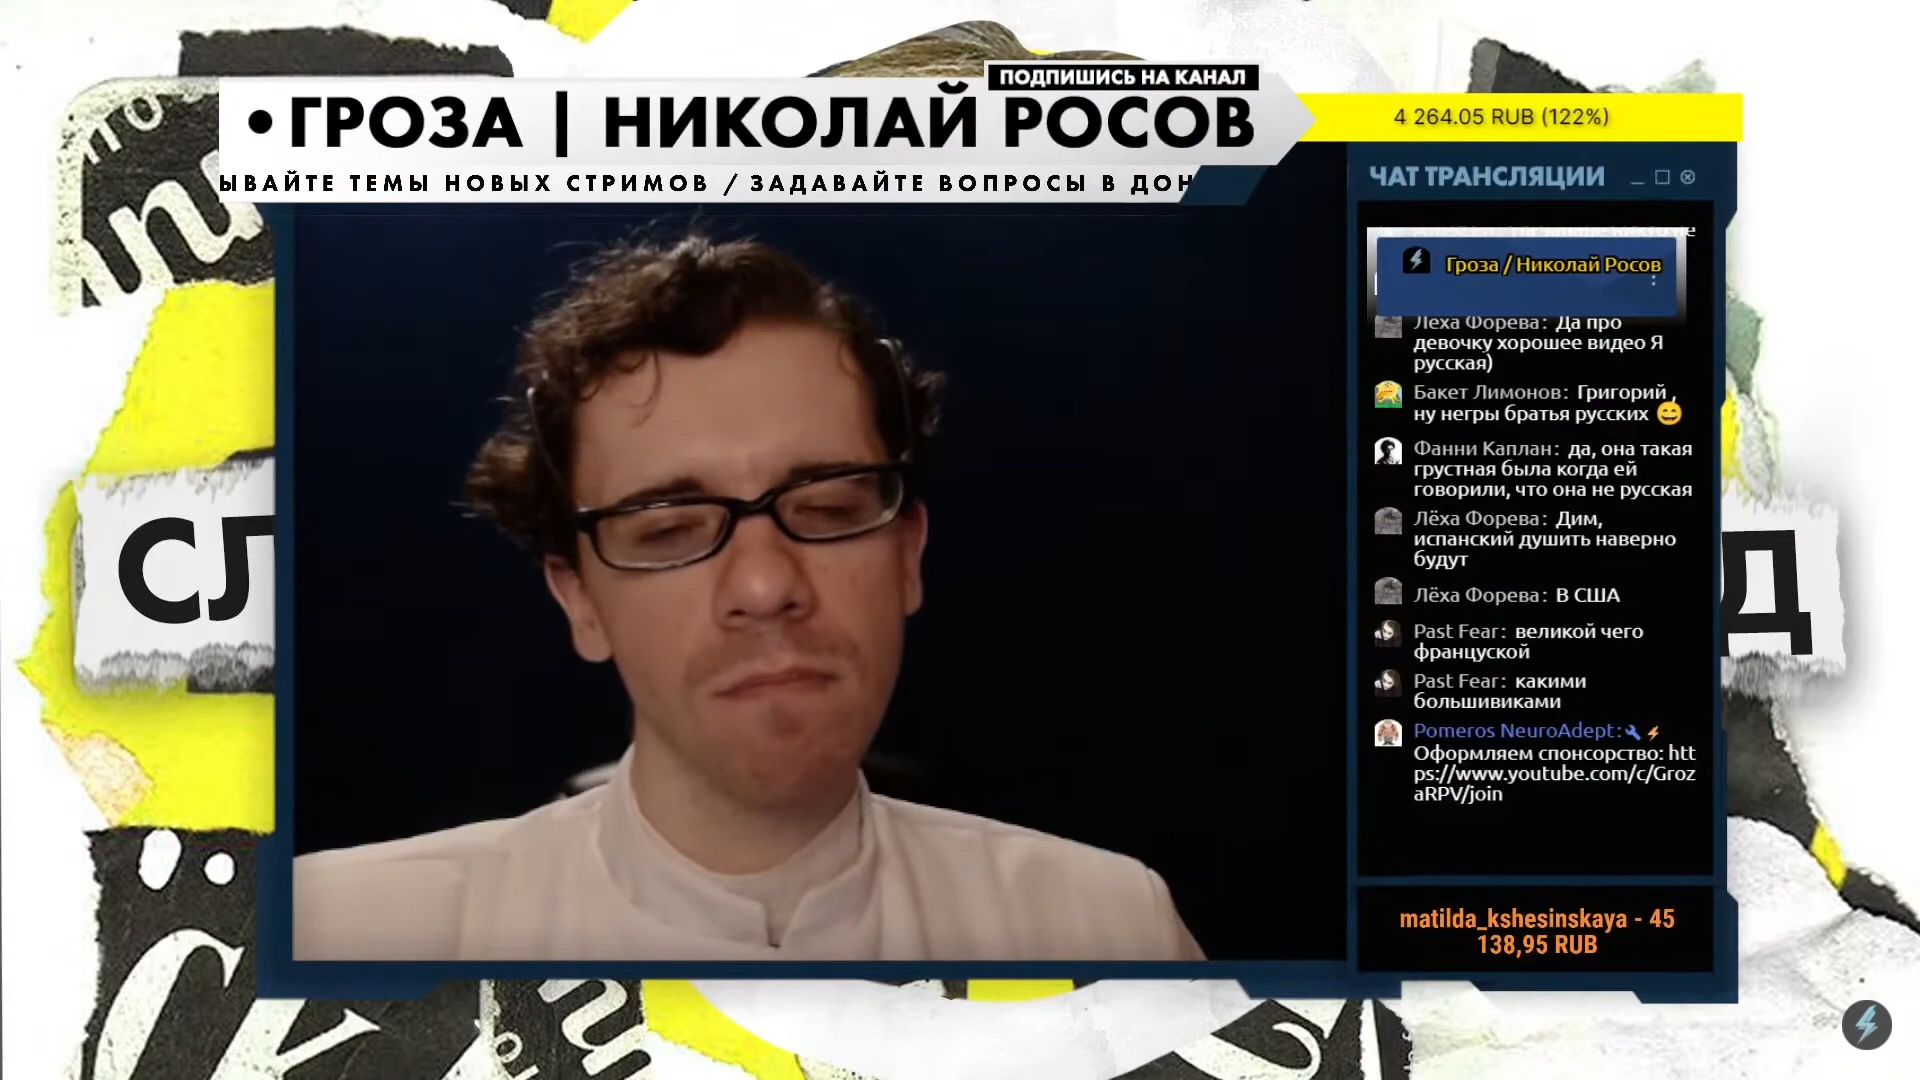 ПОДПИШИСЬ НА КАНАЛ
• ГРОЗА | НИКОЛАЙ РОСОВ
ЫВАЙТЕ ТЕМЫ НОВЫХ СТРИМОВ / ЗАДАВАЙТЕ ВОПРОСЫ В ДОН
4 264.05 RUB (122%)
ЧАТ ТРАНСЛЯЦИИ
Гроза / Николай Росов
Лёха Форева: Да про
девочку хорошее видео Я
русская)
Бакет Лимонов: Григорий ,
ну негры братья русских 😄
Фанни Каплан: да, она такая
грустная была когда ей
говорили, что она не русская
Лёха Форева: Дим,
испанский душить наверно
будут
Лёха Форева: В США
Past Fear: великой чего
француской
Past Fear: какими
большивиками
Pomeros NeuroAdept:
Оформляем спонсорство: htt
ps://www.youtube.com/c/Groz
aRPV/join
matilda_kshesinskaya - 45
138,95 RUB
СЛ
Д